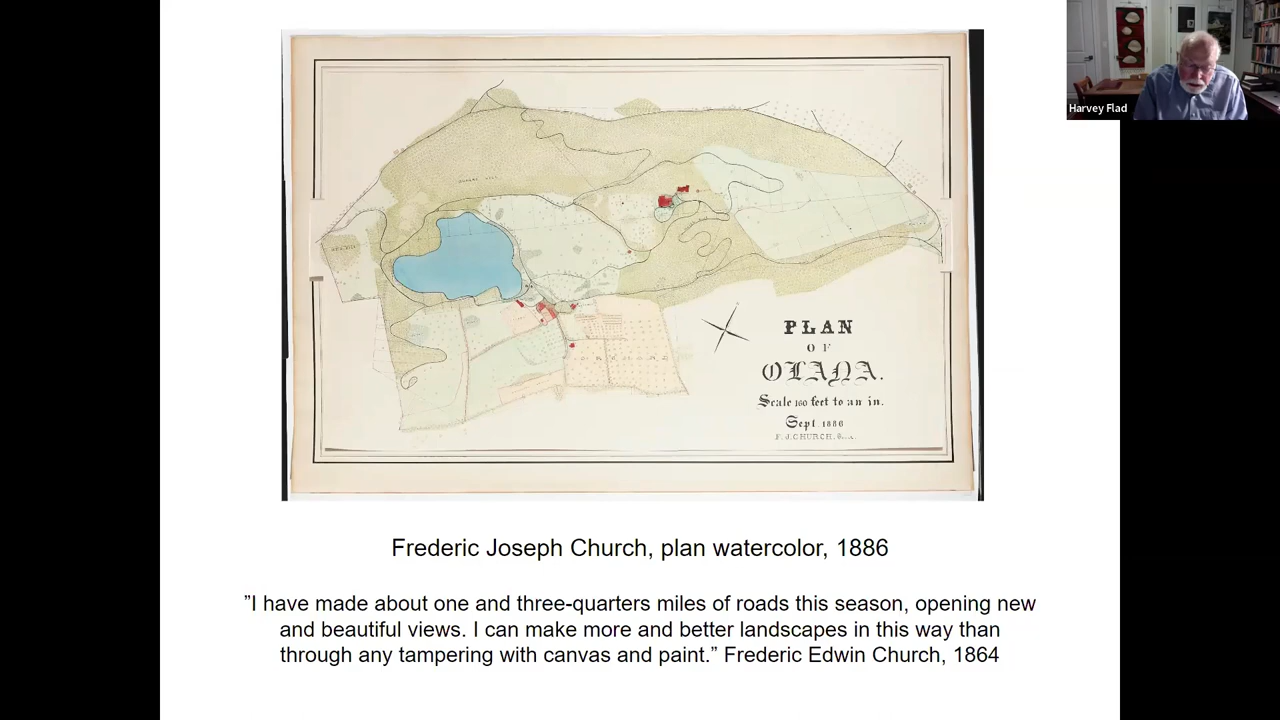 Harvey Flad
PLAN
OF
OLANA.
Scale 160 feet to an in.
Sept. 1886
F. J. CHURCH,
ORCHARD
Frederic Joseph Church, plan watercolor, 1886
”I have made about one and three-quarters miles of roads this season, opening new
and beautiful views. I can make more and better landscapes in this way than
through any tampering with canvas and paint.” Frederic Edwin Church, 1864